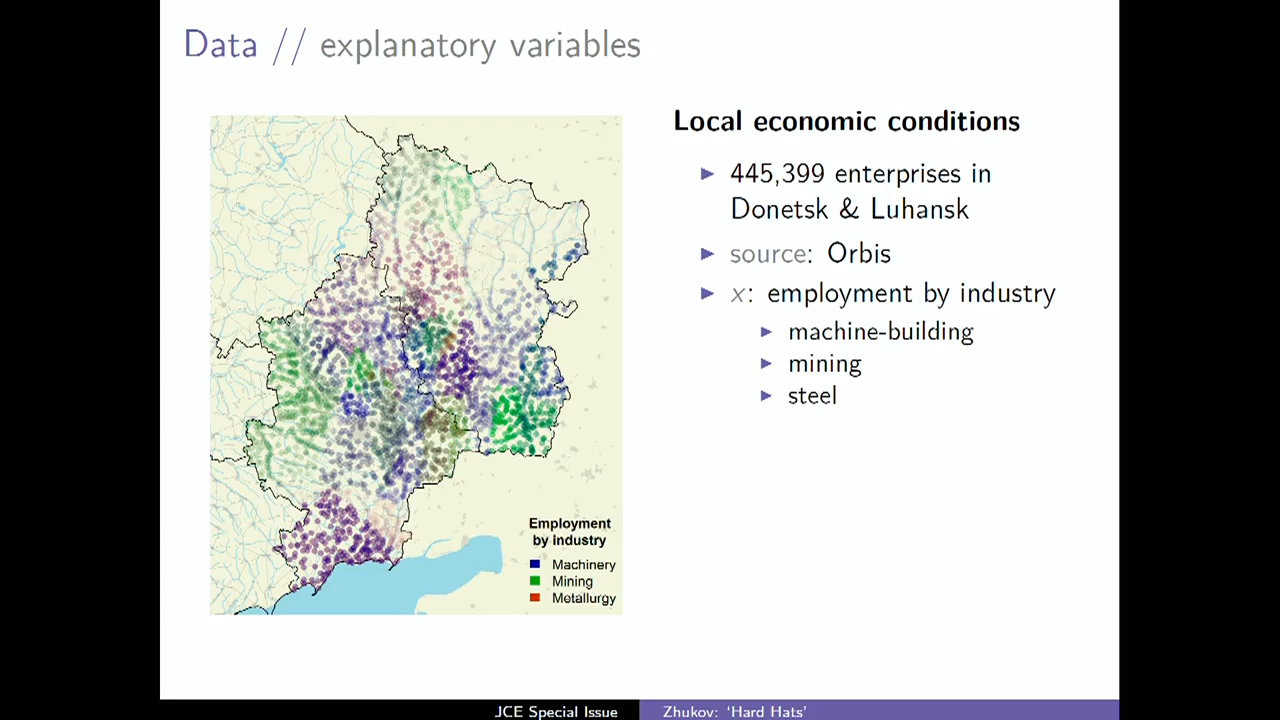 Data // explanatory variables
Local economic conditions
445,399 enterprises in
Donetsk & Luhansk
source: Orbis
x: employment by industry
machine-building
mining
steel
Employment
by industry
Machinery
Mining
Metallurgy
JCE Special Issue
Zhukov: ‘Hard Hats’